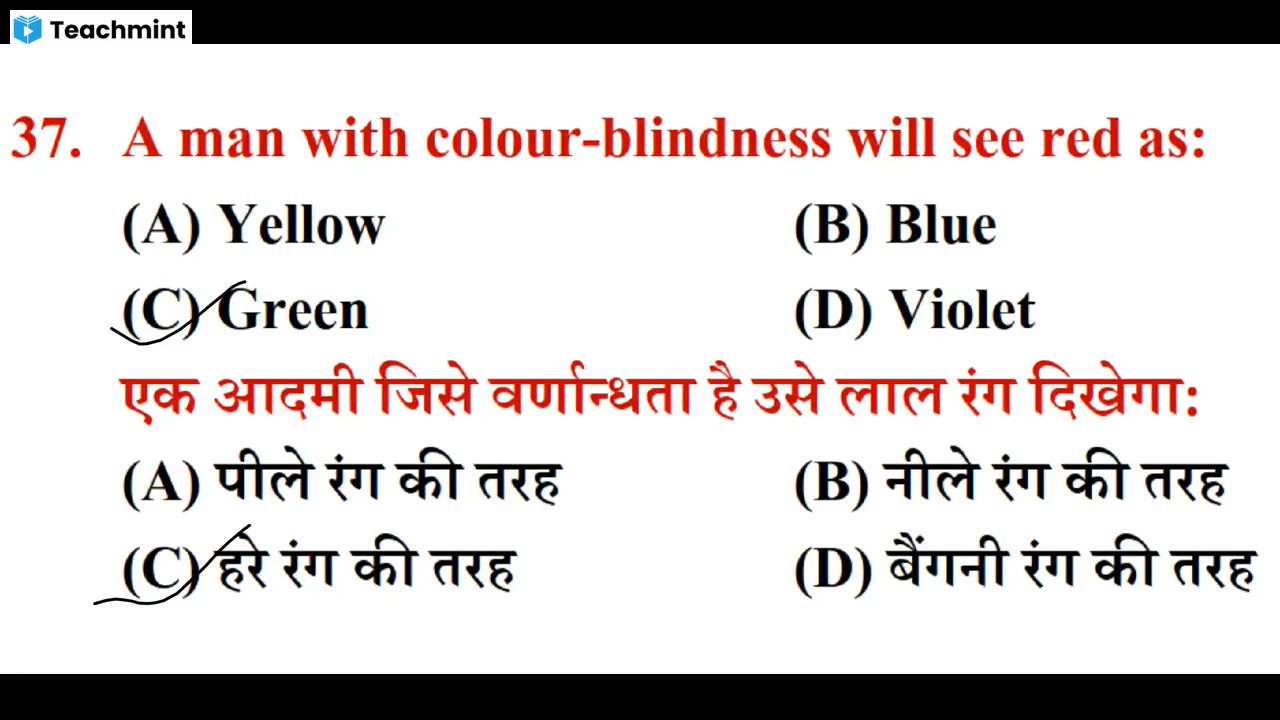 Teachmint
37. A man with colour-blindness will see red as:
(A) Yellow (B) Blue
(C) Green (D) Violet
एक आदमी जिसे वर्णान्धता है उसे लाल रंग दिखेगा:
(A) पीले रंग की तरह (B) नीले रंग की तरह
(C) हरे रंग की तरह (D) बैंगनी रंग की तरह